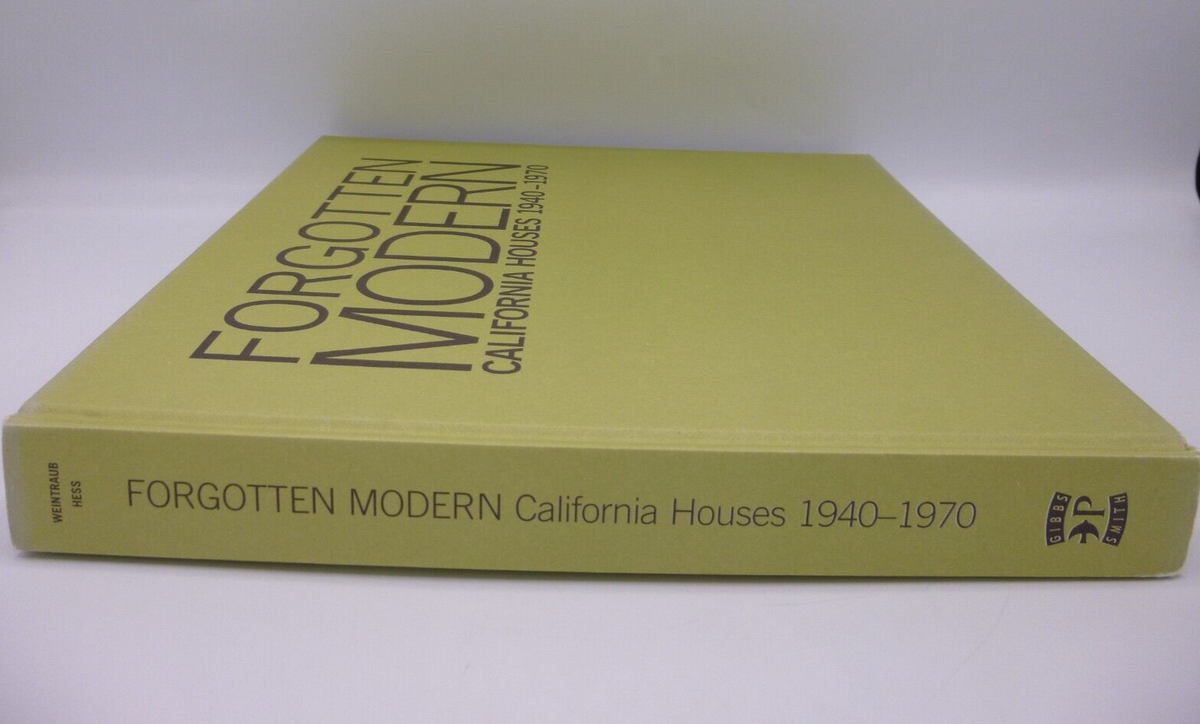 FORGOTTEN
MODERN
CALIFORNIA HOUSES 1940–1970
WEINTRAUB
HESS
FORGOTTEN MODERN California Houses 1940–1970
GIBBS
SMITH